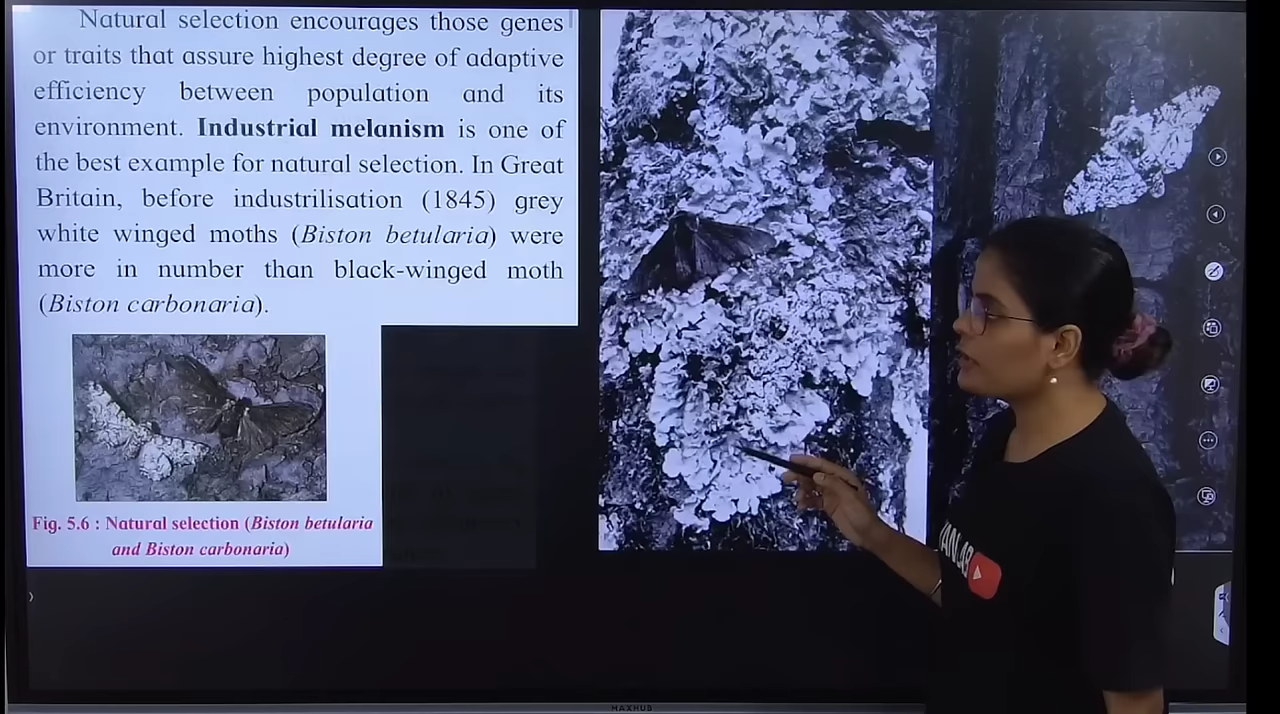 Natural selection encourages those genes
or traits that assure highest degree of adaptive
efficiency between population and its
environment. Industrial melanism is one of
the best example for natural selection. In Great
Britain, before industrilisation (1845) grey
white winged moths (Biston betularia) were
more in number than black-winged moth
(Biston carbonaria).
Fig. 5.6 : Natural selection (Biston betularia
and Biston carbonaria)
MAXHUB